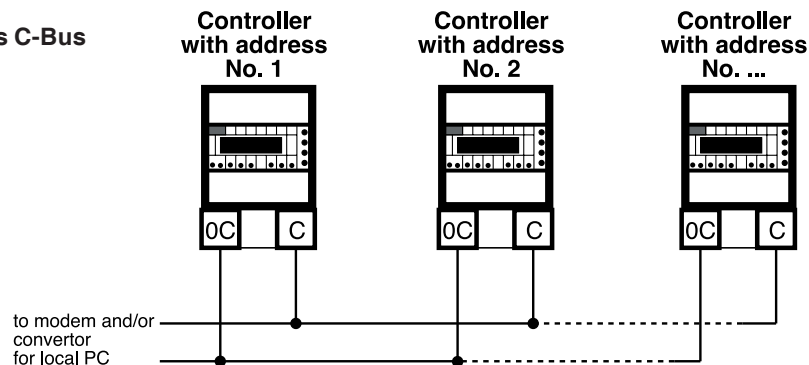 s C-Bus
Controller
with address
No. 1
Controller
with address
No. 2
Controller
with address
No. ...
0C
C
0C
C
0C
C
to modem and/or
convertor
for local PC